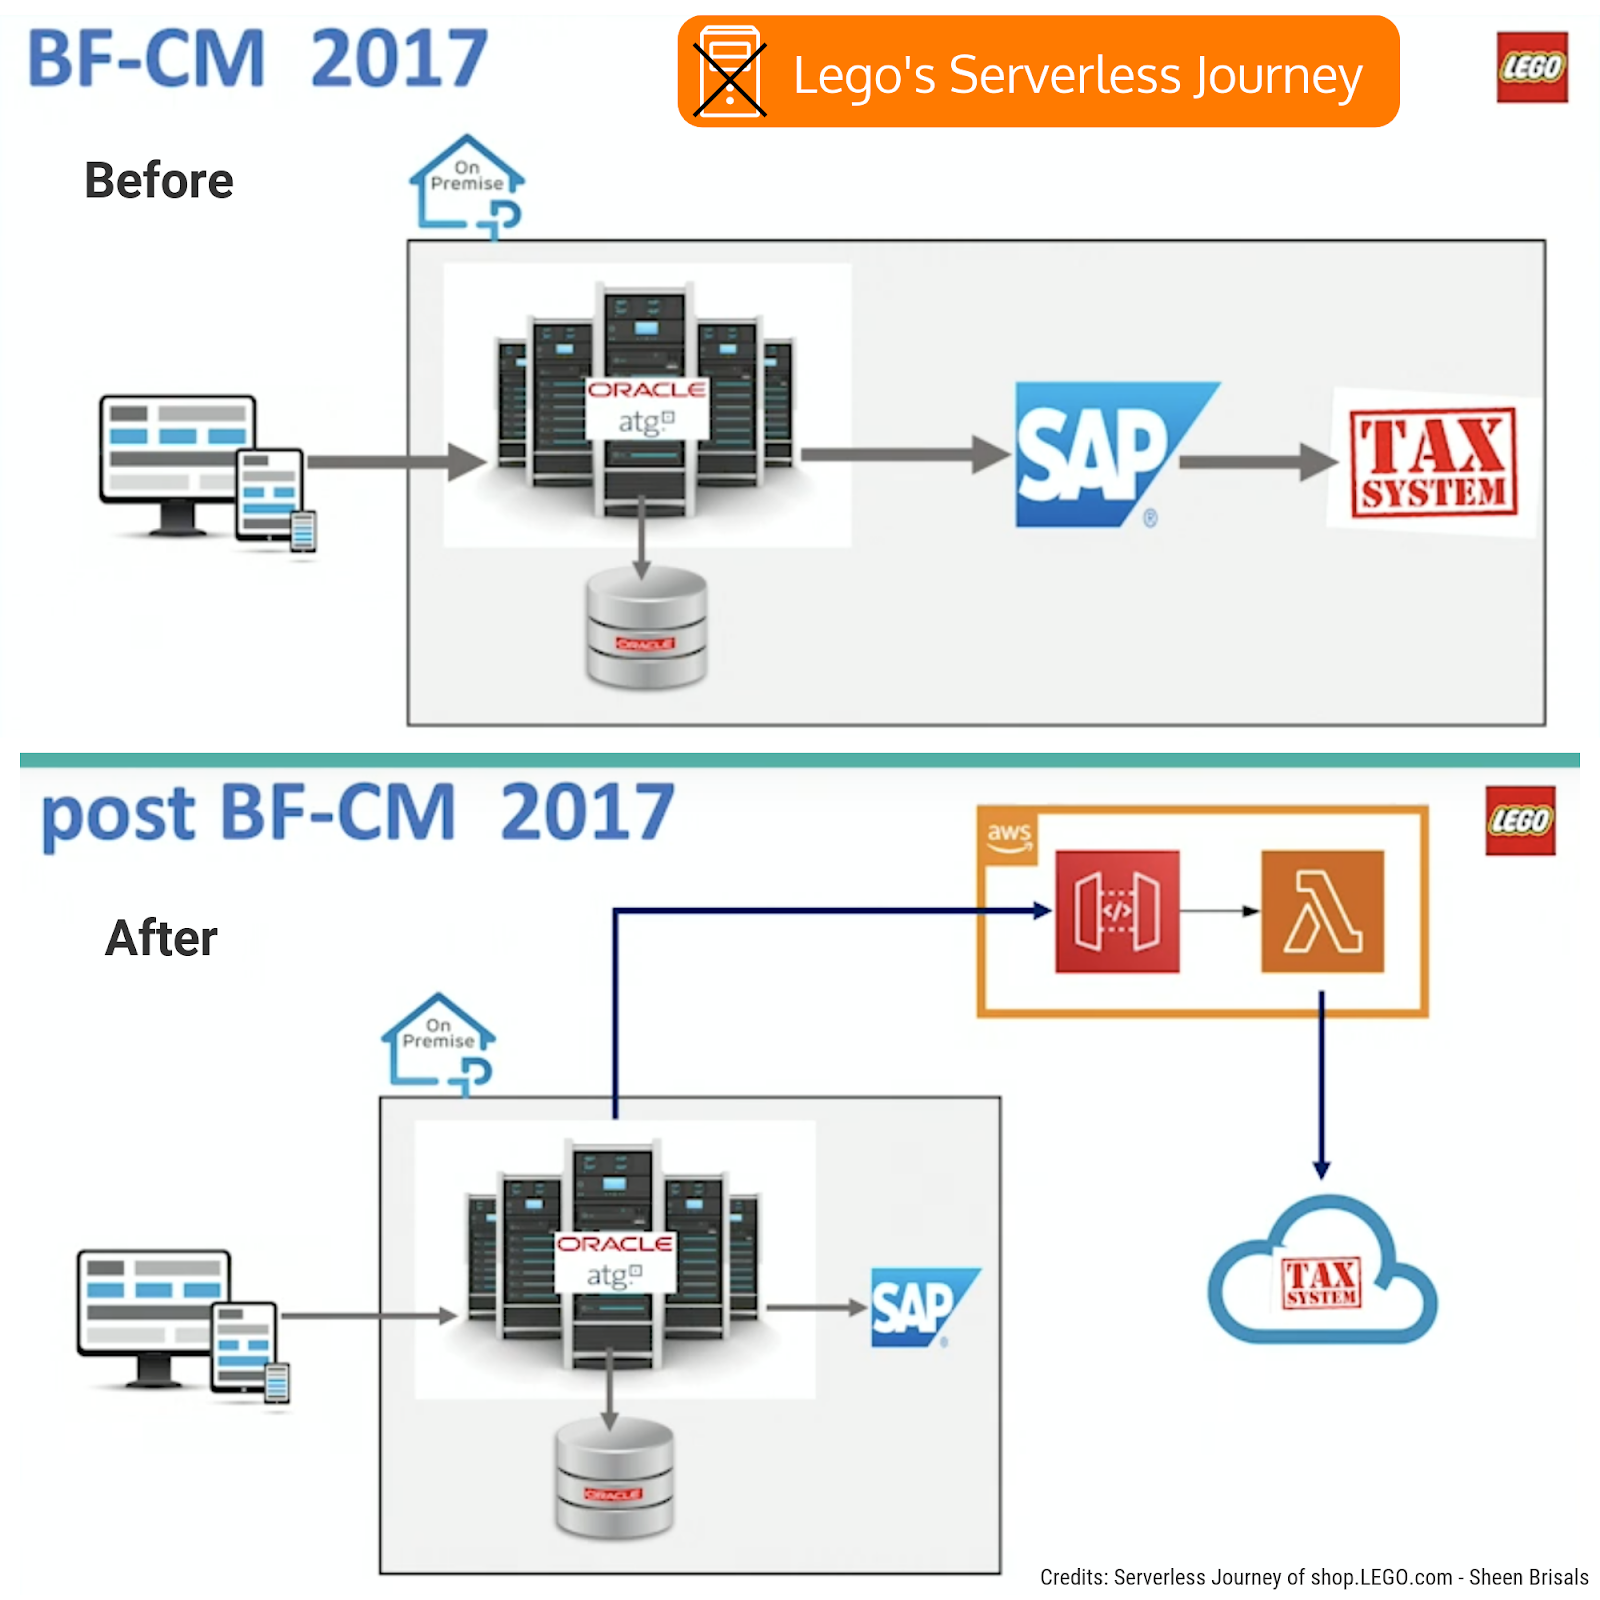 BF-CM 2017
Lego's Serverless Journey
LEGO
Before
On
Premise
ORACLE
atg
SAP
®
TAX
SYSTEM
ORACLE
post BF-CM 2017
LEGO
aws
</>
After
On
Premise
ORACLE
atg
SAP
®
TAX
SYSTEM
ORACLE
Credits: Serverless Journey of shop.LEGO.com - Sheen Brisals